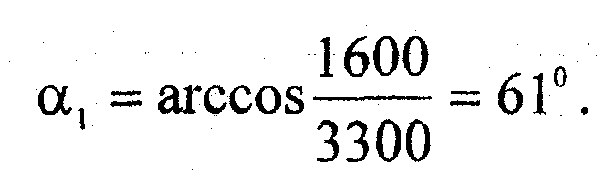 α₁ = arccos 1600/3300 = 61⁰.